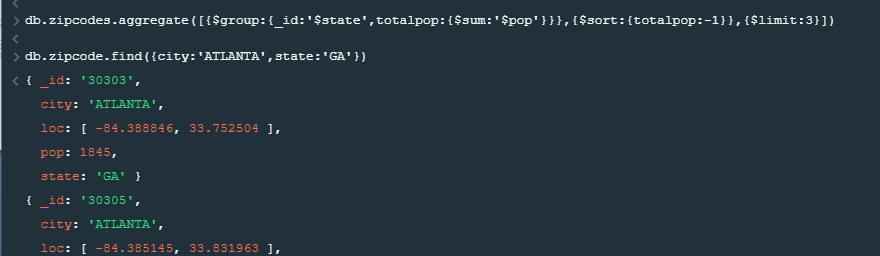 <
> db.zipcodes.aggregate([{$group:{_id:'$state',totalpop:{$sum:'$pop'}}},{$sort:{totalpop:-1}},{$limit:3}])
<
> db.zipcode.find({city:'ATLANTA',state:'GA'})
< { _id: '30303',
city: 'ATLANTA',
loc: [ -84.388846, 33.752504 ],
pop: 1845,
state: 'GA' }
{ _id: '30305',
city: 'ATLANTA',
loc: [ -84.385145, 33.831963 ],